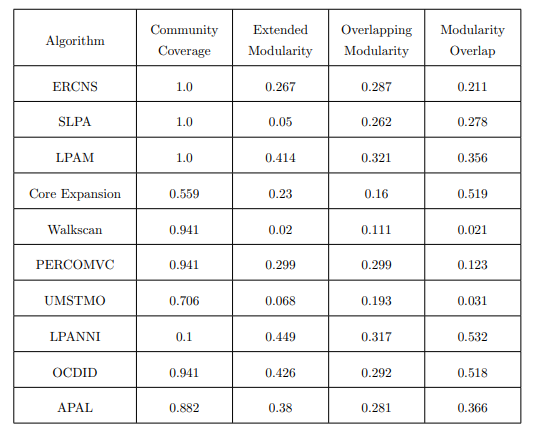 Algorithm Community Coverage Extended Modularity Overlapping Modularity Modularity Overlap
ERCNS 1.0 0.267 0.287 0.211
SLPA 1.0 0.05 0.262 0.278
LPAM 1.0 0.414 0.321 0.356
Core Expansion 0.559 0.23 0.16 0.519
Walkscan 0.941 0.02 0.111 0.021
PERCOMVC 0.941 0.299 0.299 0.123
UMSTMO 0.706 0.068 0.193 0.031
LPANNI 0.1 0.449 0.317 0.532
OCDID 0.941 0.426 0.292 0.518
APAL 0.882 0.38 0.281 0.366